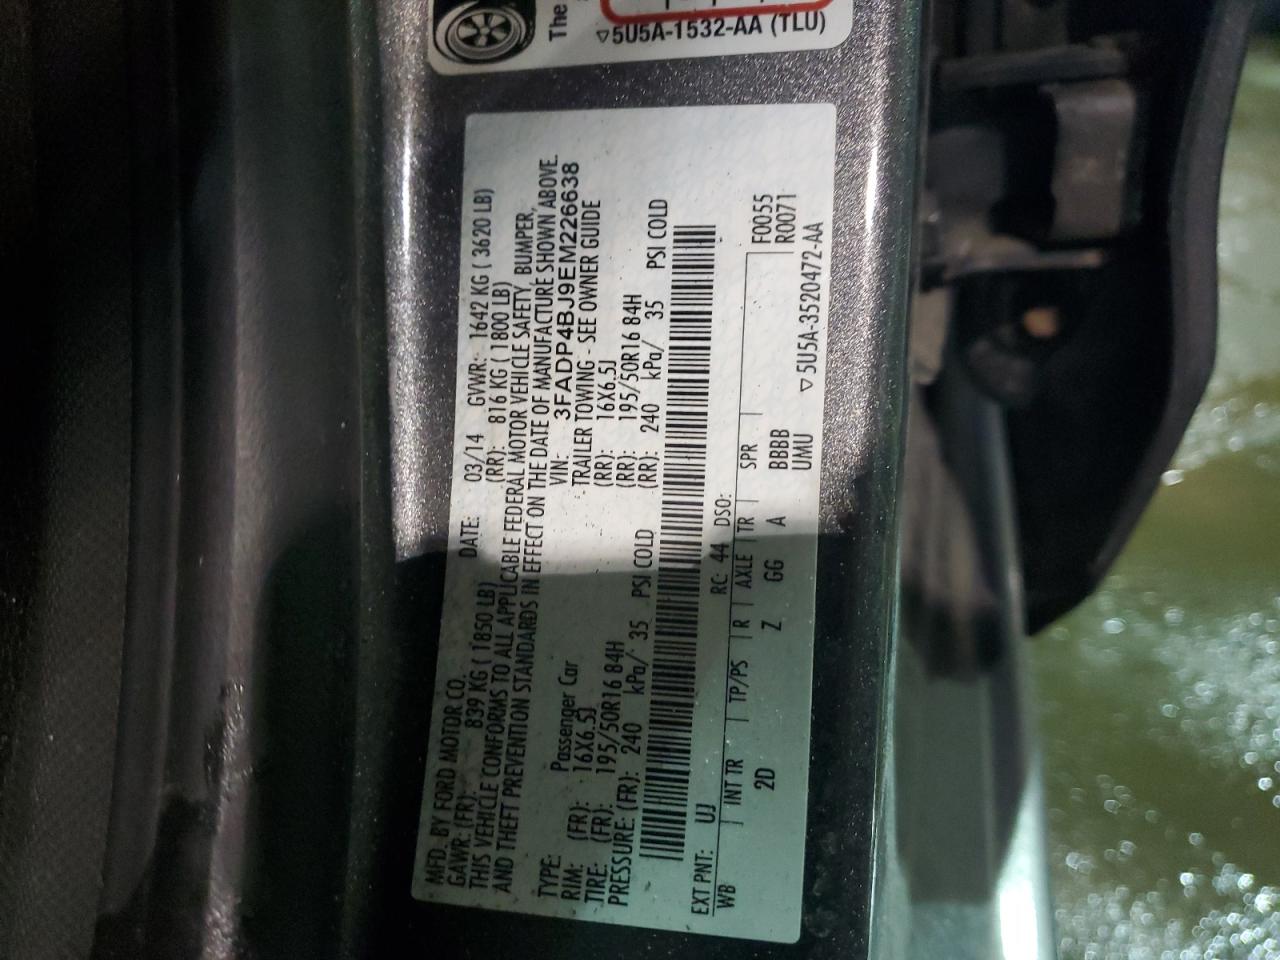 The
▽5U5A-1532-AA (TLU)
MFD. BY FORD MOTOR CO.
DATE: 03/14 GVWR: 1642 KG ( 3620 LB)
GAWR: (FR): 839 KG ( 1850 LB) (RR): 816 KG ( 1800 LB)
THIS VEHICLE CONFORMS TO ALL APPLICABLE FEDERAL MOTOR VEHICLE SAFETY, BUMPER,
AND THEFT PREVENTION STANDARDS IN EFFECT ON THE DATE OF MANUFACTURE SHOWN ABOVE.
VIN: 3FADP4BJ9EM226638
TYPE: Passenger Car TRAILER TOWING - SEE OWNER GUIDE
RIM: (FR): 16X6.5J (RR): 16X6.5J
TIRE: (FR): 195/50R16 84H (RR): 195/50R16 84H
PRESSURE: (FR): 240 kPa/ 35 PSI COLD (RR): 240 kPa/ 35 PSI COLD
EXT PNT: UJ RC: 44 DSO:
WB INT TR TP/PS R AXLE TR SPR F0055
2D Z GG A BBBB R0071
UMU
▽5U5A-3520472-AA